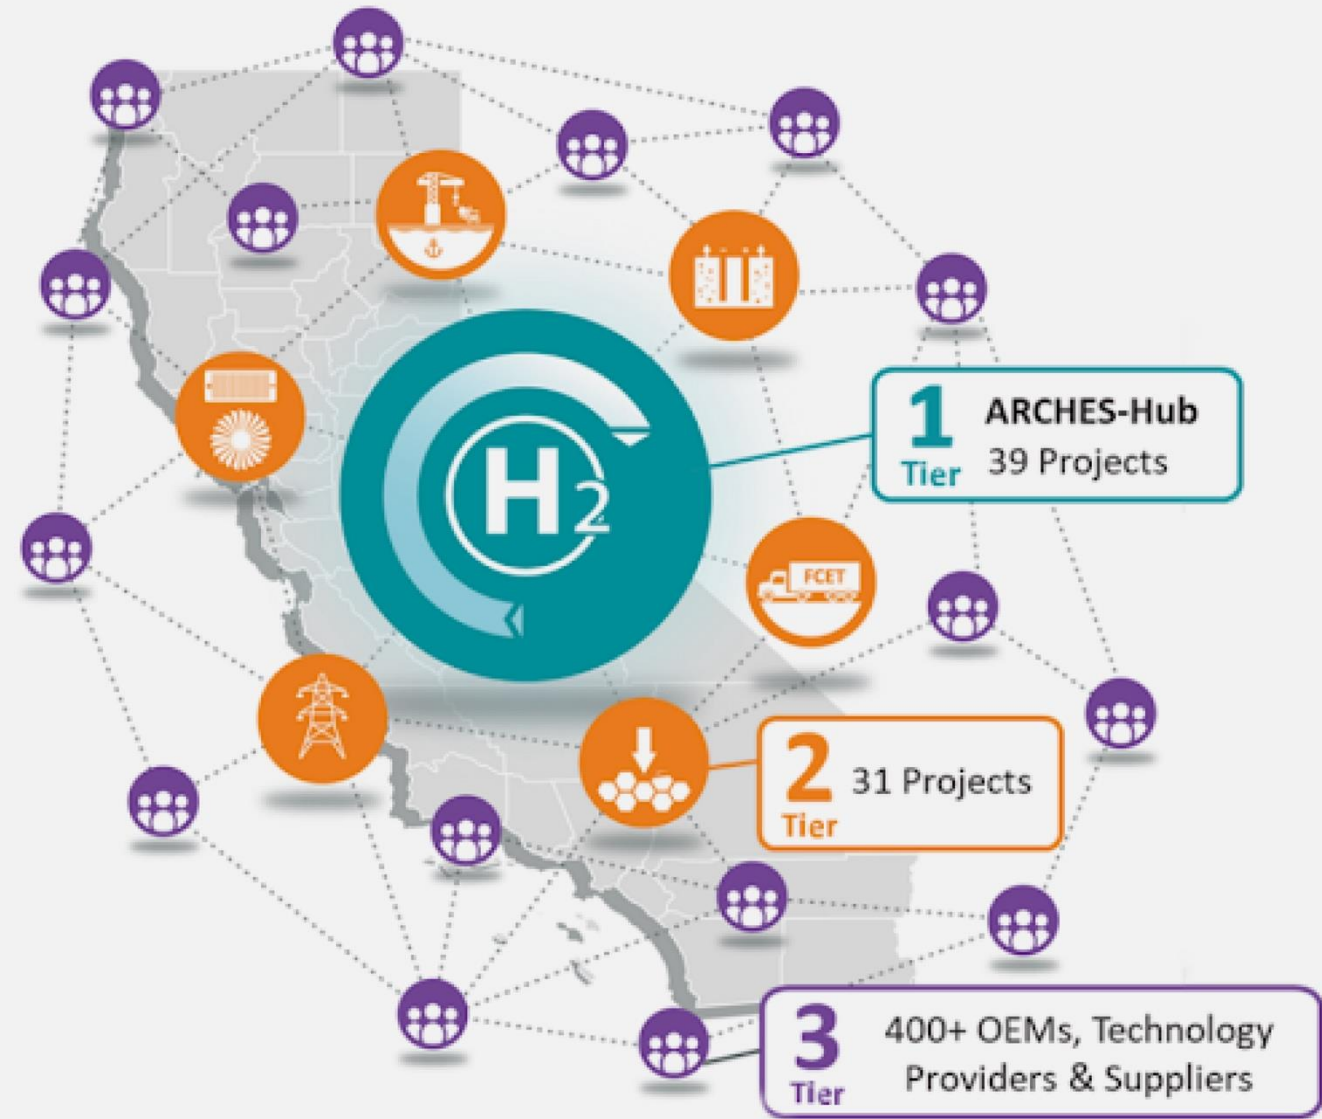 H2
1 ARCHES-Hub
Tier 39 Projects
FCET
2 31 Projects
Tier
3 400+ OEMs, Technology
Tier Providers & Suppliers